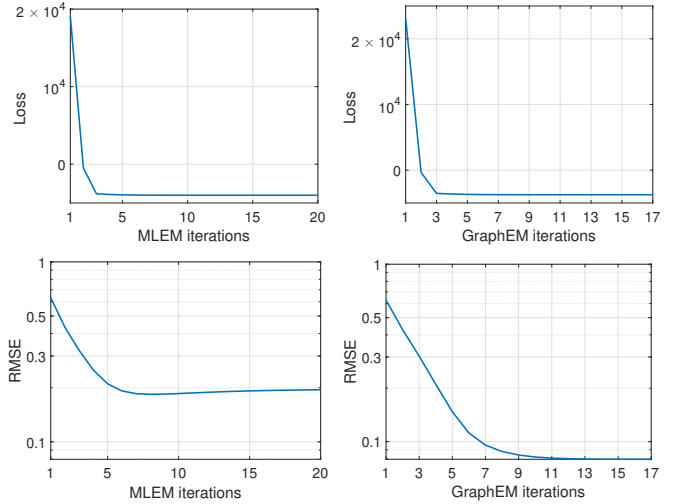 2 × 10^4
10^4
0
Loss
1 5 10 15 20
MLEM iterations
2 × 10^4
10^4
0
Loss
1 3 5 7 9 11 13 15 17
GraphEM iterations
1
0.5
0.3
0.1
RMSE
1 5 10 15 20
MLEM iterations
1
0.5
0.3
0.1
RMSE
1 3 5 7 9 11 13 15 17
GraphEM iterations